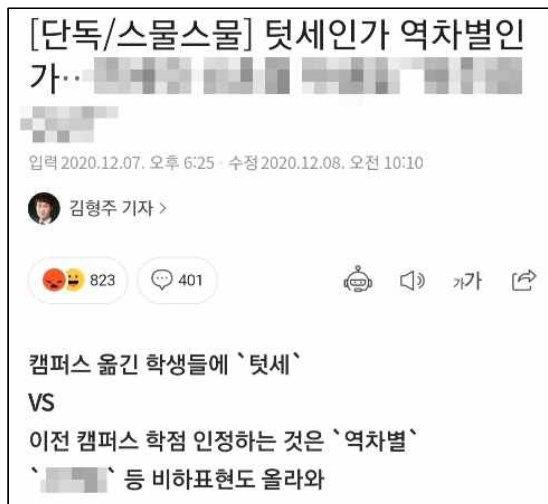 [단독/스물스물] 텃세인가 역차별인
가··
입력 2020.12.07. 오후 6:25 · 수정 2020.12.08. 오전 10:10
김형주 기자 >
823 401 가가
캠퍼스 옮긴 학생들에 `텃세`
VS
이전 캠퍼스 학점 인정하는 것은 `역차별`
` ` 등 비하표현도 올라와